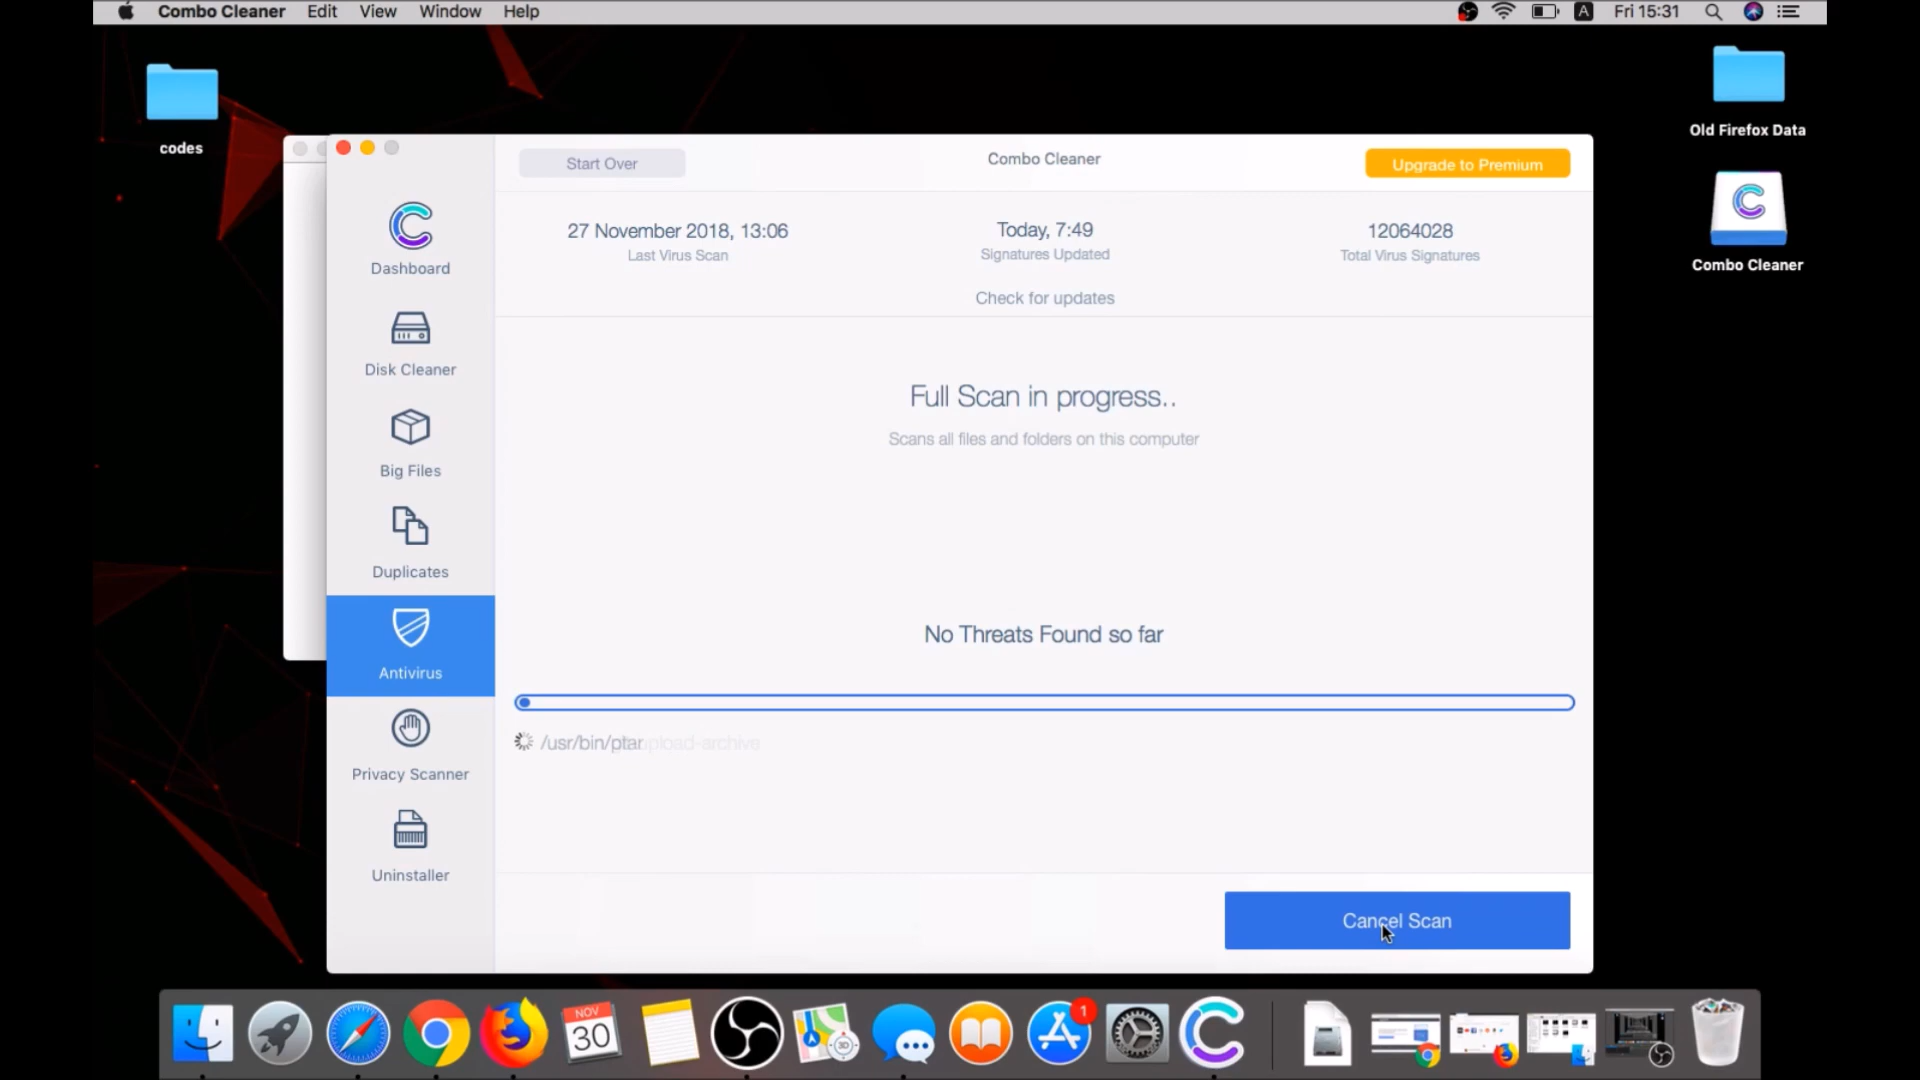 Combo Cleaner Edit View Window Help
A Fri 15:31
codes
Old Firefox Data
Combo Cleaner
Start Over
Combo Cleaner
Upgrade to Premium
27 November 2018, 13:06
Last Virus Scan
Today, 7:49
Signatures Updated
12064028
Total Virus Signatures
Check for updates
Dashboard
Disk Cleaner
Big Files
Duplicates
Antivirus
Privacy Scanner
Uninstaller
Full Scan in progress..
Scans all files and folders on this computer
No Threats Found so far
/usr/bin/ptar
upload-archive
Cancel Scan
NOV
30
3D
1